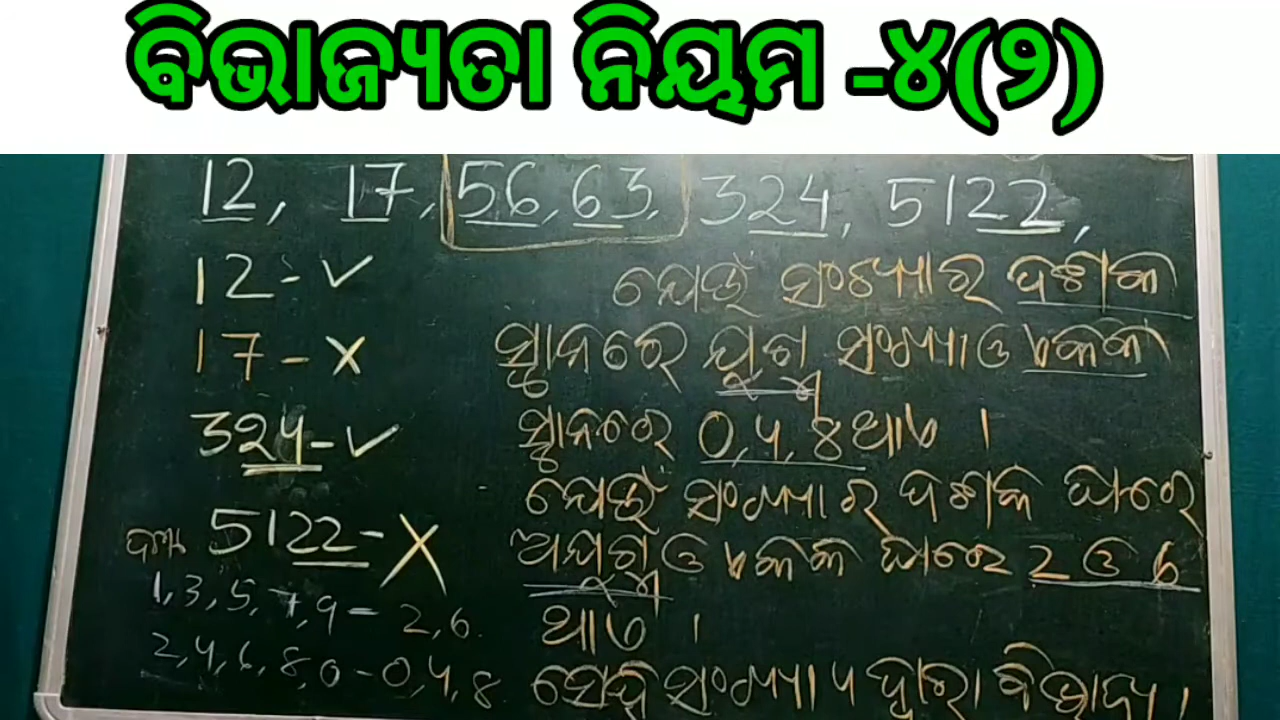 ବିଭାଜ୍ୟତା ନିୟମ -୪(୨)
12, 17, 56, 63, 324, 5122,
12 - ✓
ଯେଉଁ ସଂଖ୍ୟାର ଦଶକ
17 - X
ସ୍ଥାନରେ ଯୁଗ୍ମ ସଂଖ୍ୟା ଓ ଏକକ
324 - ✓
ସ୍ଥାନରେ 0, 4, 8 ଥାଏ ।
ଯେଉଁ ସଂଖ୍ୟାର ଦଶକ ଘରେ
5122 - X
ଅଯୁଗ୍ମ ଓ ଏକକ ଘରେ 2 ଓ 6
1, 3, 5, 7, 9 - 2, 6.
ଥାଏ ।
2, 4, 6, 8, 0 - 0, 4, 8
ସେହି ସଂଖ୍ୟା 4 ଦ୍ୱାରା ବିଭାଜ୍ୟ ।